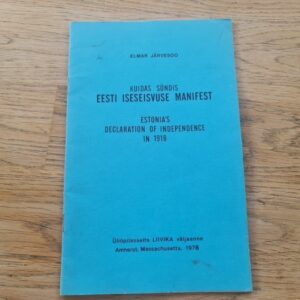 ELMAR JÄRVESOO
KUIDAS SÜNDIS
EESTI ISESEISVUSE MANIFEST
ESTONIA'S
DECLARATION OF INDEPENDENCE
IN 1918
Üliõpilasselts LIIVIKA väljaanne
Amherst, Massachusetts, 1978